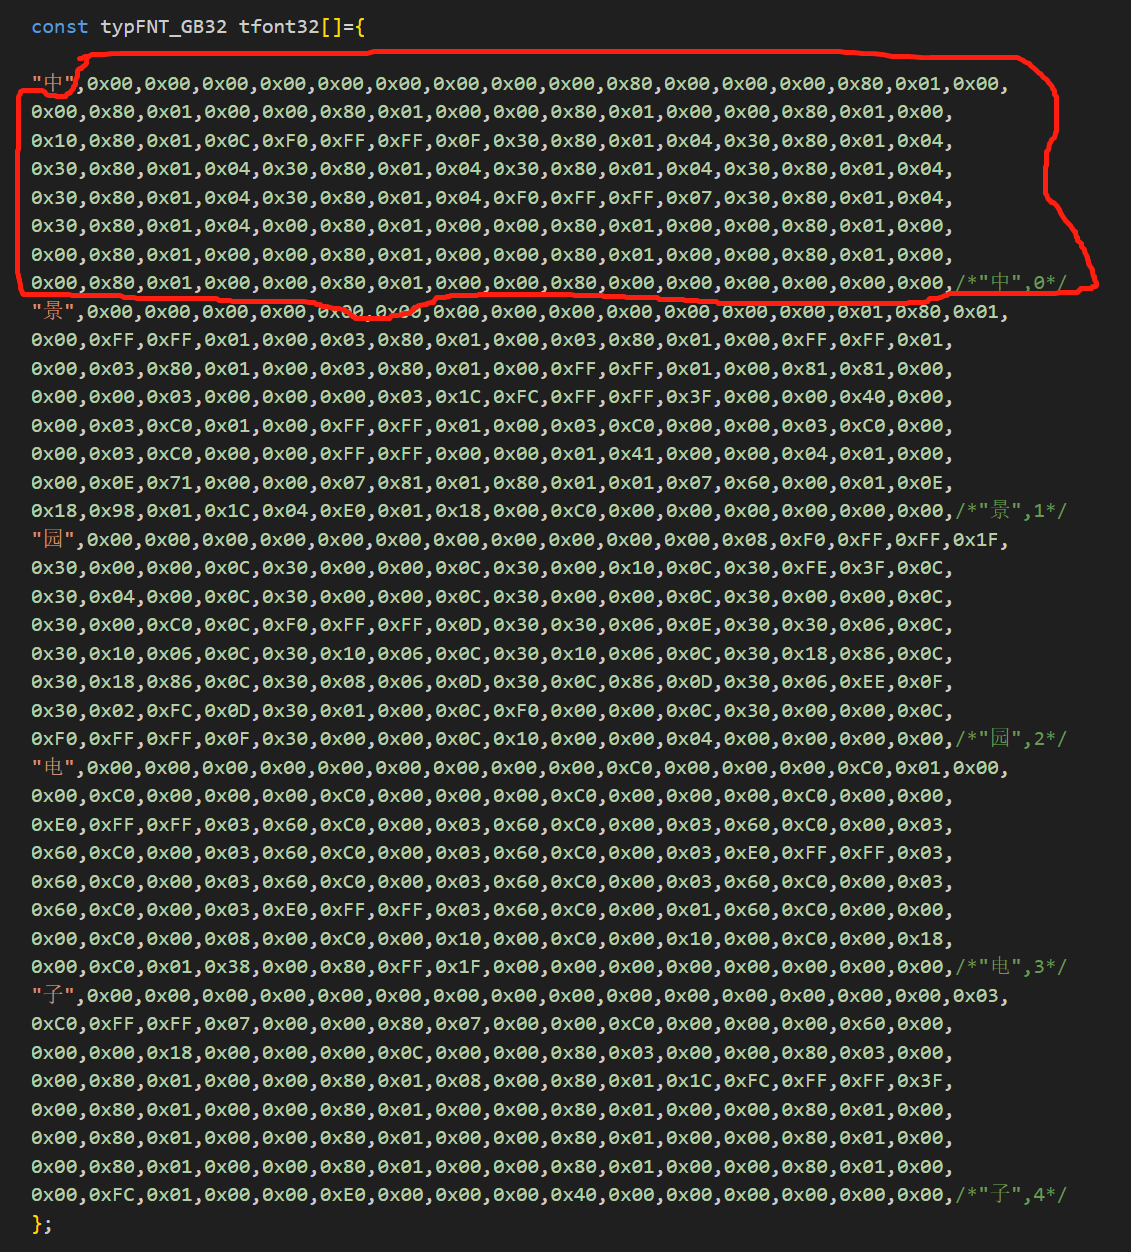 const typFNT_GB32 tfont32[]={
"中",0x00,0x00,0x00,0x00,0x00,0x00,0x00,0x00,0x00,0x80,0x00,0x00,0x00,0x80,0x01,0x00,
0x00,0x80,0x01,0x00,0x00,0x80,0x01,0x00,0x00,0x80,0x01,0x00,0x00,0x80,0x01,0x00,
0x10,0x80,0x01,0x0C,0xF0,0xFF,0xFF,0x0F,0x30,0x80,0x01,0x04,0x30,0x80,0x01,0x04,
0x30,0x80,0x01,0x04,0x30,0x80,0x01,0x04,0x30,0x80,0x01,0x04,0x30,0x80,0x01,0x04,
0x30,0x80,0x01,0x04,0x30,0x80,0x01,0x04,0xF0,0xFF,0xFF,0x07,0x30,0x80,0x01,0x04,
0x30,0x80,0x01,0x04,0x00,0x80,0x01,0x00,0x00,0x80,0x01,0x00,0x00,0x80,0x01,0x00,
0x00,0x80,0x01,0x00,0x00,0x80,0x01,0x00,0x00,0x80,0x01,0x00,0x00,0x80,0x01,0x00,
0x00,0x80,0x01,0x00,0x00,0x80,0x01,0x00,0x00,0x80,0x00,0x00,0x00,0x00,0x00,0x00,/*"中",0*/
"景",0x00,0x00,0x00,0x00,0x00,0x00,0x00,0x00,0x00,0x00,0x00,0x00,0x00,0x01,0x80,0x01,
0x00,0xFF,0xFF,0x01,0x00,0x03,0x80,0x01,0x00,0x03,0x80,0x01,0x00,0xFF,0xFF,0x01,
0x00,0x03,0x80,0x01,0x00,0x03,0x80,0x01,0x00,0xFF,0xFF,0x01,0x00,0x81,0x81,0x00,
0x00,0x00,0x03,0x00,0x00,0x00,0x03,0x1C,0xFC,0xFF,0xFF,0x3F,0x00,0x00,0x40,0x00,
0x00,0x03,0xC0,0x01,0x00,0xFF,0xFF,0x01,0x00,0x03,0xC0,0x00,0x00,0x03,0xC0,0x00,
0x00,0x03,0xC0,0x00,0x00,0xFF,0xFF,0x00,0x00,0x01,0x41,0x00,0x00,0x04,0x01,0x00,
0x00,0x0E,0x71,0x00,0x00,0x07,0x81,0x01,0x80,0x01,0x01,0x07,0x60,0x00,0x01,0x0E,
0x18,0x98,0x01,0x1C,0x04,0xE0,0x01,0x18,0x00,0xC0,0x00,0x00,0x00,0x00,0x00,0x00,/*"景",1*/
"园",0x00,0x00,0x00,0x00,0x00,0x00,0x00,0x00,0x00,0x00,0x00,0x08,0xF0,0xFF,0xFF,0x1F,
0x30,0x00,0x00,0x0C,0x30,0x00,0x00,0x0C,0x30,0x00,0x10,0x0C,0x30,0xFE,0x3F,0x0C,
0x30,0x04,0x00,0x0C,0x30,0x00,0x00,0x0C,0x30,0x00,0x00,0x0C,0x30,0x00,0x00,0x0C,
0x30,0x00,0xC0,0x0C,0xF0,0xFF,0xFF,0x0D,0x30,0x30,0x06,0x0E,0x30,0x30,0x06,0x0C,
0x30,0x10,0x06,0x0C,0x30,0x10,0x06,0x0C,0x30,0x10,0x06,0x0C,0x30,0x18,0x86,0x0C,
0x30,0x18,0x86,0x0C,0x30,0x08,0x06,0x0D,0x30,0x0C,0x86,0x0D,0x30,0x06,0xEE,0x0F,
0x30,0x02,0xFC,0x0D,0x30,0x01,0x00,0x0C,0xF0,0x00,0x00,0x0C,0x30,0x00,0x00,0x0C,
0xF0,0xFF,0xFF,0x0F,0x30,0x00,0x00,0x0C,0x10,0x00,0x00,0x04,0x00,0x00,0x00,0x00,/*"园",2*/
"电",0x00,0x00,0x00,0x00,0x00,0x00,0x00,0x00,0x00,0xC0,0x00,0x00,0x00,0xC0,0x01,0x00,
0x00,0xC0,0x00,0x00,0x00,0xC0,0x00,0x00,0x00,0xC0,0x00,0x00,0x00,0xC0,0x00,0x00,
0xE0,0xFF,0xFF,0x03,0x60,0xC0,0x00,0x03,0x60,0xC0,0x00,0x03,0x60,0xC0,0x00,0x03,
0x60,0xC0,0x00,0x03,0x60,0xC0,0x00,0x03,0x60,0xC0,0x00,0x03,0xE0,0xFF,0xFF,0x03,
0x60,0xC0,0x00,0x03,0x60,0xC0,0x00,0x03,0x60,0xC0,0x00,0x03,0x60,0xC0,0x00,0x03,
0x60,0xC0,0x00,0x03,0xE0,0xFF,0xFF,0x03,0x60,0xC0,0x00,0x01,0x60,0xC0,0x00,0x00,
0x00,0xC0,0x00,0x08,0x00,0xC0,0x00,0x10,0x00,0xC0,0x00,0x10,0x00,0xC0,0x00,0x18,
0x00,0xC0,0x01,0x38,0x00,0x80,0xFF,0x1F,0x00,0x00,0x00,0x00,0x00,0x00,0x00,0x00,/*"电",3*/
"子",0x00,0x00,0x00,0x00,0x00,0x00,0x00,0x00,0x00,0x00,0x00,0x00,0x00,0x00,0x00,0x03,
0xC0,0xFF,0xFF,0x07,0x00,0x00,0x80,0x07,0x00,0x00,0xC0,0x00,0x00,0x00,0x60,0x00,
0x00,0x00,0x18,0x00,0x00,0x00,0x0C,0x00,0x00,0x80,0x03,0x00,0x00,0x80,0x03,0x00,
0x00,0x80,0x01,0x00,0x00,0x80,0x01,0x08,0x00,0x80,0x01,0x1C,0xFC,0xFF,0xFF,0x3F,
0x00,0x80,0x01,0x00,0x00,0x80,0x01,0x00,0x00,0x80,0x01,0x00,0x00,0x80,0x01,0x00,
0x00,0x80,0x01,0x00,0x00,0x80,0x01,0x00,0x00,0x80,0x01,0x00,0x00,0x80,0x01,0x00,
0x00,0x80,0x01,0x00,0x00,0x80,0x01,0x00,0x00,0x80,0x01,0x00,0x00,0x80,0x01,0x00,
0x00,0xFC,0x01,0x00,0x00,0xE0,0x00,0x00,0x00,0x40,0x00,0x00,0x00,0x00,0x00,0x00,/*"子",4*/
};